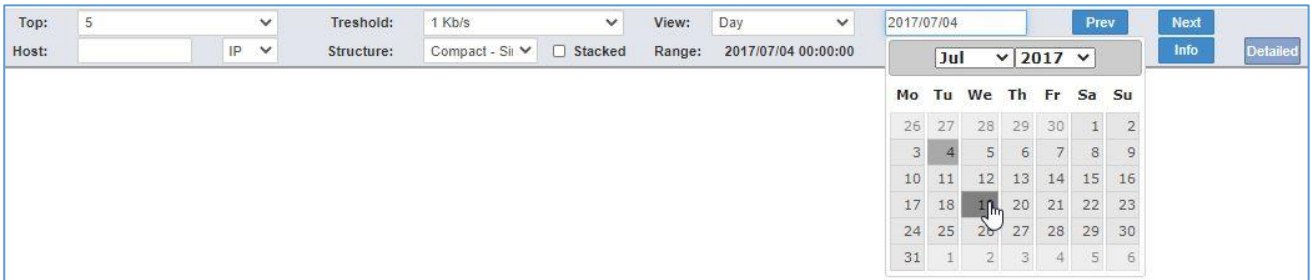 Top: 5 Treshold: 1 Kb/s View: Day 2017/07/04 Prev Next
Host: IP Structure: Compact - Sir Stacked Range: 2017/07/04 00:00:00 Info Detailed
Jul 2017
Mo Tu We Th Fr Sa Su
26 27 28 29 30 1 2
3 4 5 6 7 8 9
10 11 12 13 14 15 16
17 18 19 20 21 22 23
24 25 26 27 28 29 30
31 1 2 3 4 5 6